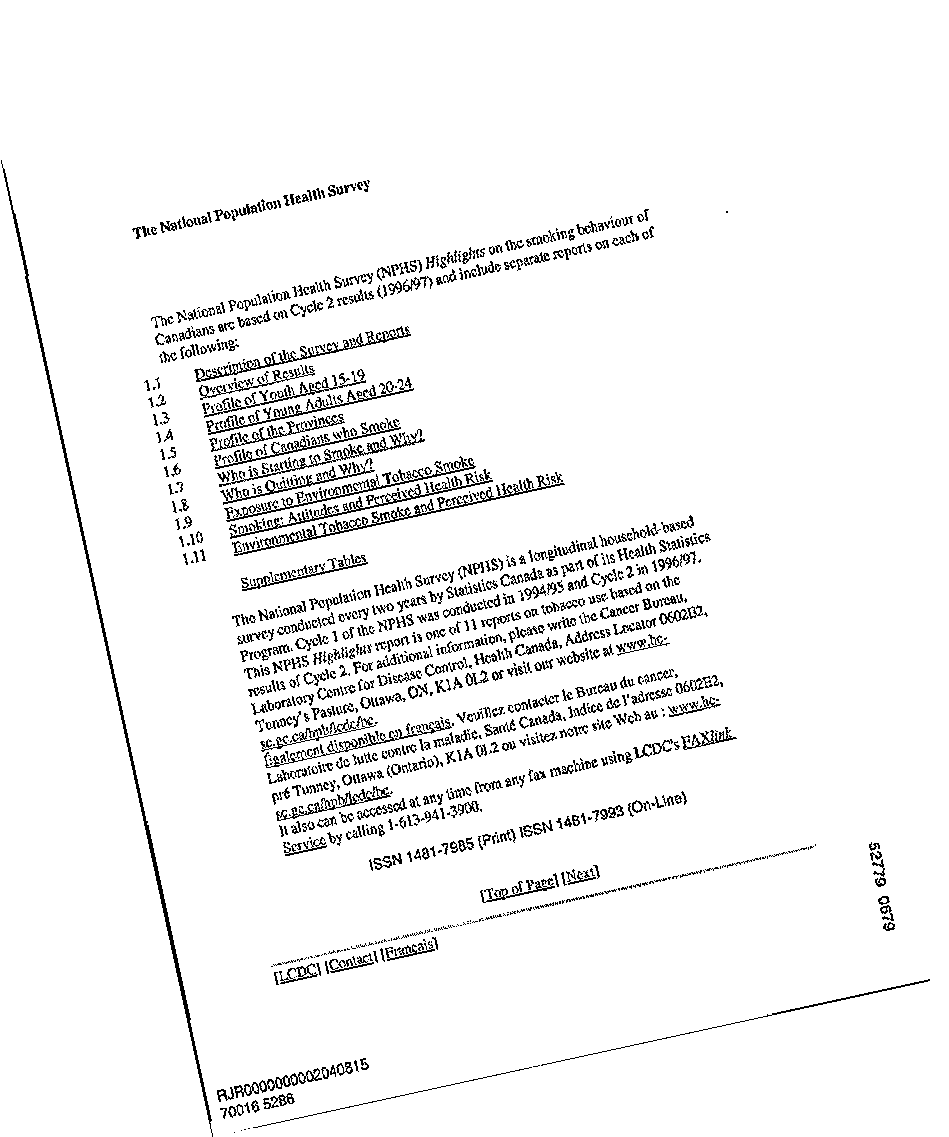 The National Population Health Survey
The National Population Health Survey (NPHS) Highlights on the smoking behaviour of
Canadians are based on Cycle 2 results (1996/97) and include separate reports on each of
the following:
1.1 Description of the Survey and Reports
1.2 Overview of Results
1.3 Profile of Youth Aged 15-19
1.4 Profile of Young Adults Aged 20-24
1.5 Profile of the Provinces
1.6 Profile of Canadians who Smoke
1.7 Who is Starting to Smoke and Why?
1.8 Who is Quitting and Why?
1.9 Exposure to Environmental Tobacco Smoke
1.10 Smoking: Attitudes and Perceived Health Risk
1.11 Environmental Tobacco Smoke and Perceived Health Risk
Supplementary Tables
The National Population Health Survey (NPHS) is a longitudinal household-based
survey conducted every two years by Statistics Canada as part of its Health Statistics
Program. Cycle 1 of the NPHS was conducted in 1994/95 and Cycle 2 in 1996/97.
This NPHS Highlights report is one of 11 reports on tobacco use based on the
results of Cycle 2. For additional information, please write the Cancer Bureau,
Laboratory Centre for Disease Control, Health Canada, Address Locator 0602E2,
Tunney's Pasture, Ottawa, ON, K1A 0L2 or visit our website at www.hc-
sc.gc.ca/hpb/lcdc/bc.
Également disponible en français. Veuillez contacter le Bureau du cancer,
Laboratoire de lutte contre la maladie, Santé Canada, Indice de l'adresse 0602E2,
pré Tunney, Ottawa (Ontario), K1A 0L2 ou visitez notre site Web au : www.hc-
sc.gc.ca/hpb/lcdc/bc.
It also can be accessed at any time from any fax machine using LCDC's FAXlink
Service by calling 1-613-941-3900.
ISSN 1481-7985 (Print) ISSN 1481-7993 (On-Line)
[Top of Page] [Next]
[LCDC] [Contact] [Français]
52779 0679
RJR0000000002040815
70016 5286